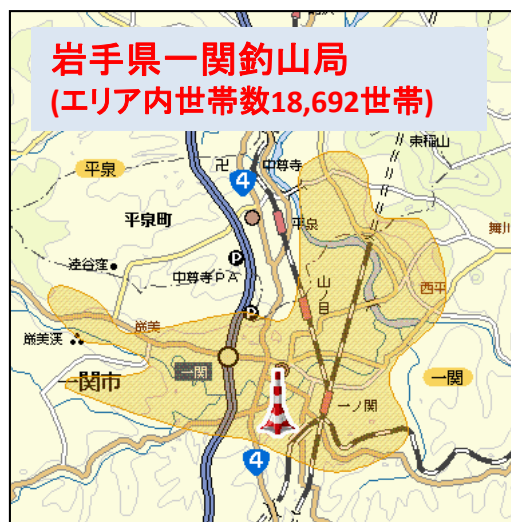 岩手県一関釣山局
(エリア内世帯数18,692世帯)
東稲山
卍 中尊寺
平泉
4
平泉町
平泉
舞川
達谷窟
P
中尊寺PA
山ノ目
西平
P
厳美
厳美渓
一関
一関市
一関
一ノ関
4